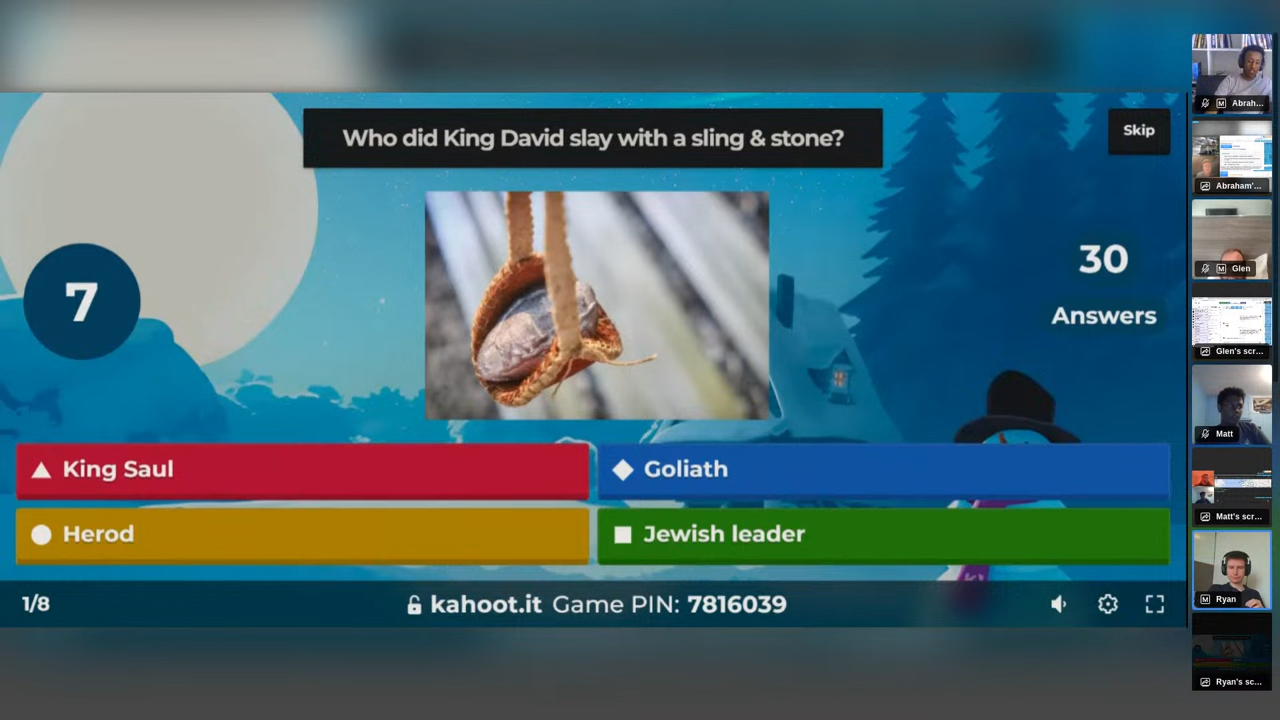 Who did King David slay with a sling & stone?
Skip
7
30
Answers
King Saul
Goliath
Herod
Jewish leader
1/8
kahoot.it Game PIN: 7816039
Abrah...
Abraham'...
Glen
Glen's scr...
Matt
Matt's scr...
Ryan
Ryan's sc...